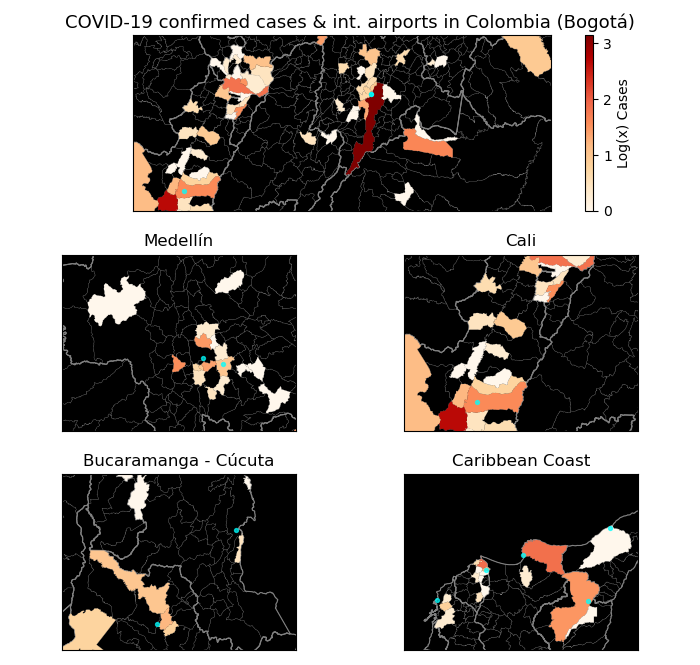 COVID-19 confirmed cases & int. airports in Colombia (Bogotá)
3
2
1
0
Log(x) Cases
Medellín
Cali
Bucaramanga - Cúcuta
Caribbean Coast